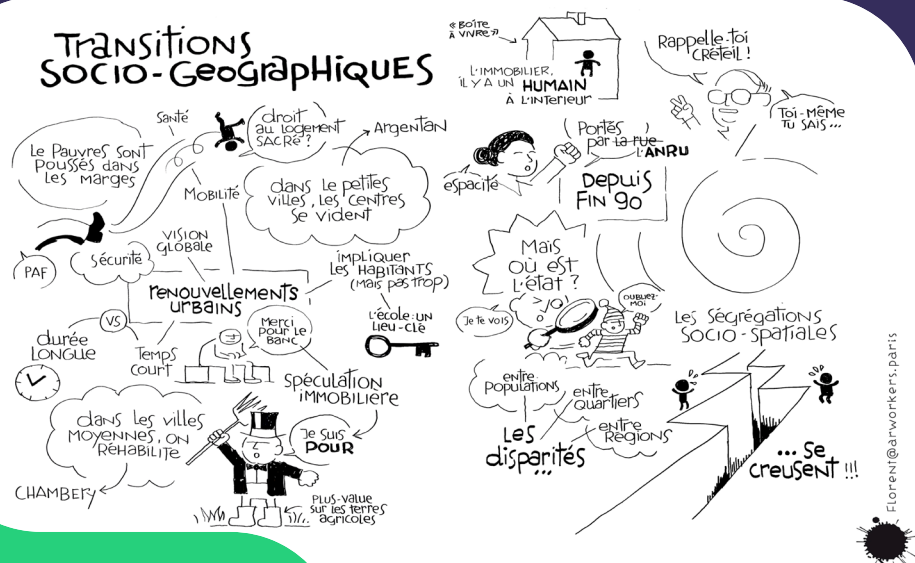 Transitions
Socio-Geographiques
Santé
Le Pauvres sont
poussés dans
les marges
droit
au logement
sacré ?
Argentan
Mobilité
dans le petites
villes, les centres
se vident
PAF
Sécurité
vision
globale
renouvellements
urbains
impliquer
les habitants
(mais pas trop)
l'école : un
lieu-clé
VS
durée
longue
Temps
court
Merci
pour le
banc
Spéculation
immobilière
dans les villes
moyennes, on
réhabilite
Chambery
Je suis
POUR
Plus-value
sur les terres
agricoles
« Boîte
à vivre »
L'immobilier,
il y a un HUMAIN
à l'interieur
Rappelle-toi
Créteil !
Toi-même
tu sais...
espacité
Portés
par la rue
l'ANRU
Depuis
fin 90
Maïs
où est
l'état ?
Je te vois
oubliez-
moi
Les Ségrégations
socio-spatiales
entre
populations
entre
quartiers
entre
régions
Les
disparités
...
... se
creusent !!!
Florent@arworkers.paris